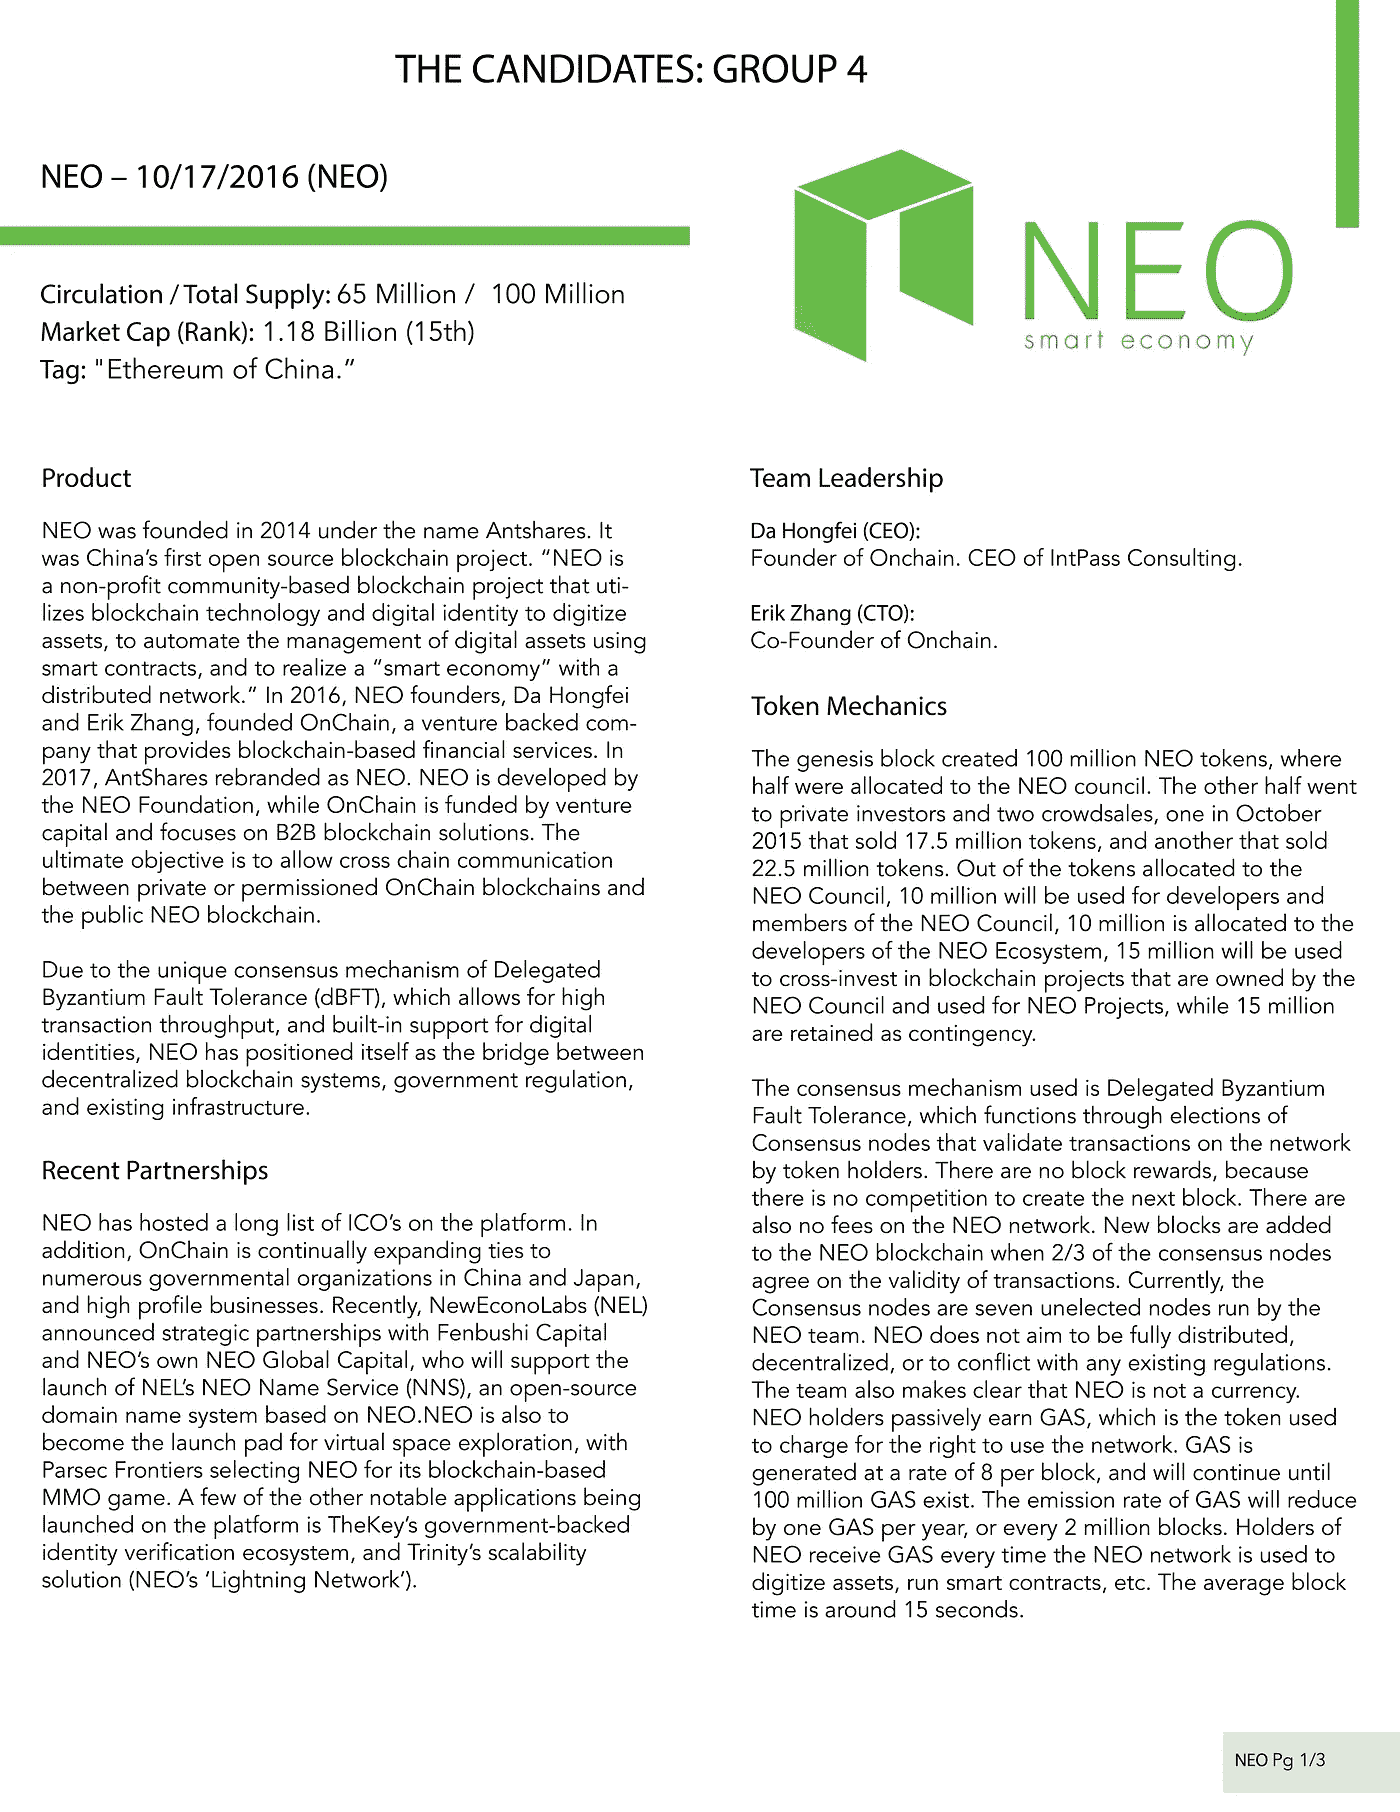 THE CANDIDATES: GROUP 4
NEO – 10/17/2016 (NEO)
NEO
smart economy
Circulation / Total Supply: 65 Million /  100 Million
Market Cap (Rank): 1.18 Billion (15th)
Tag: "Ethereum of China.”
Product
NEO was founded in 2014 under the name Antshares. It
was China’s first open source blockchain project. “NEO is
a non-profit community-based blockchain project that uti-
lizes blockchain technology and digital identity to digitize
assets, to automate the management of digital assets using
smart contracts, and to realize a “smart economy” with a
distributed network.” In 2016, NEO founders, Da Hongfei
and Erik Zhang, founded OnChain, a venture backed com-
pany that provides blockchain-based financial services. In
2017, AntShares rebranded as NEO. NEO is developed by
the NEO Foundation, while OnChain is funded by venture
capital and focuses on B2B blockchain solutions. The
ultimate objective is to allow cross chain communication
between private or permissioned OnChain blockchains and
the public NEO blockchain.
Due to the unique consensus mechanism of Delegated
Byzantium Fault Tolerance (dBFT), which allows for high
transaction throughput, and built-in support for digital
identities, NEO has positioned itself as the bridge between
decentralized blockchain systems, government regulation,
and existing infrastructure.
Recent Partnerships
NEO has hosted a long list of ICO’s on the platform. In
addition, OnChain is continually expanding ties to
numerous governmental organizations in China and Japan,
and high profile businesses. Recently, NewEconoLabs (NEL)
announced strategic partnerships with Fenbushi Capital
and NEO’s own NEO Global Capital, who will support the
launch of NEL’s NEO Name Service (NNS), an open-source
domain name system based on NEO.NEO is also to
become the launch pad for virtual space exploration, with
Parsec Frontiers selecting NEO for its blockchain-based
MMO game. A few of the other notable applications being
launched on the platform is TheKey’s government-backed
identity verification ecosystem, and Trinity’s scalability
solution (NEO’s ‘Lightning Network’).
Team Leadership
Da Hongfei (CEO):
Founder of Onchain. CEO of IntPass Consulting.
Erik Zhang (CTO):
Co-Founder of Onchain.
Token Mechanics
The genesis block created 100 million NEO tokens, where
half were allocated to the NEO council. The other half went
to private investors and two crowdsales, one in October
2015 that sold 17.5 million tokens, and another that sold
22.5 million tokens. Out of the tokens allocated to the
NEO Council, 10 million will be used for developers and
members of the NEO Council, 10 million is allocated to the
developers of the NEO Ecosystem, 15 million will be used
to cross-invest in blockchain projects that are owned by the
NEO Council and used for NEO Projects, while 15 million
are retained as contingency.
The consensus mechanism used is Delegated Byzantium
Fault Tolerance, which functions through elections of
Consensus nodes that validate transactions on the network
by token holders. There are no block rewards, because
there is no competition to create the next block. There are
also no fees on the NEO network. New blocks are added
to the NEO blockchain when 2/3 of the consensus nodes
agree on the validity of transactions. Currently, the
Consensus nodes are seven unelected nodes run by the
NEO team. NEO does not aim to be fully distributed,
decentralized, or to conflict with any existing regulations.
The team also makes clear that NEO is not a currency.
NEO holders passively earn GAS, which is the token used
to charge for the right to use the network. GAS is
generated at a rate of 8 per block, and will continue until
100 million GAS exist. The emission rate of GAS will reduce
by one GAS per year, or every 2 million blocks. Holders of
NEO receive GAS every time the NEO network is used to
digitize assets, run smart contracts, etc. The average block
time is around 15 seconds.
NEO Pg 1/3